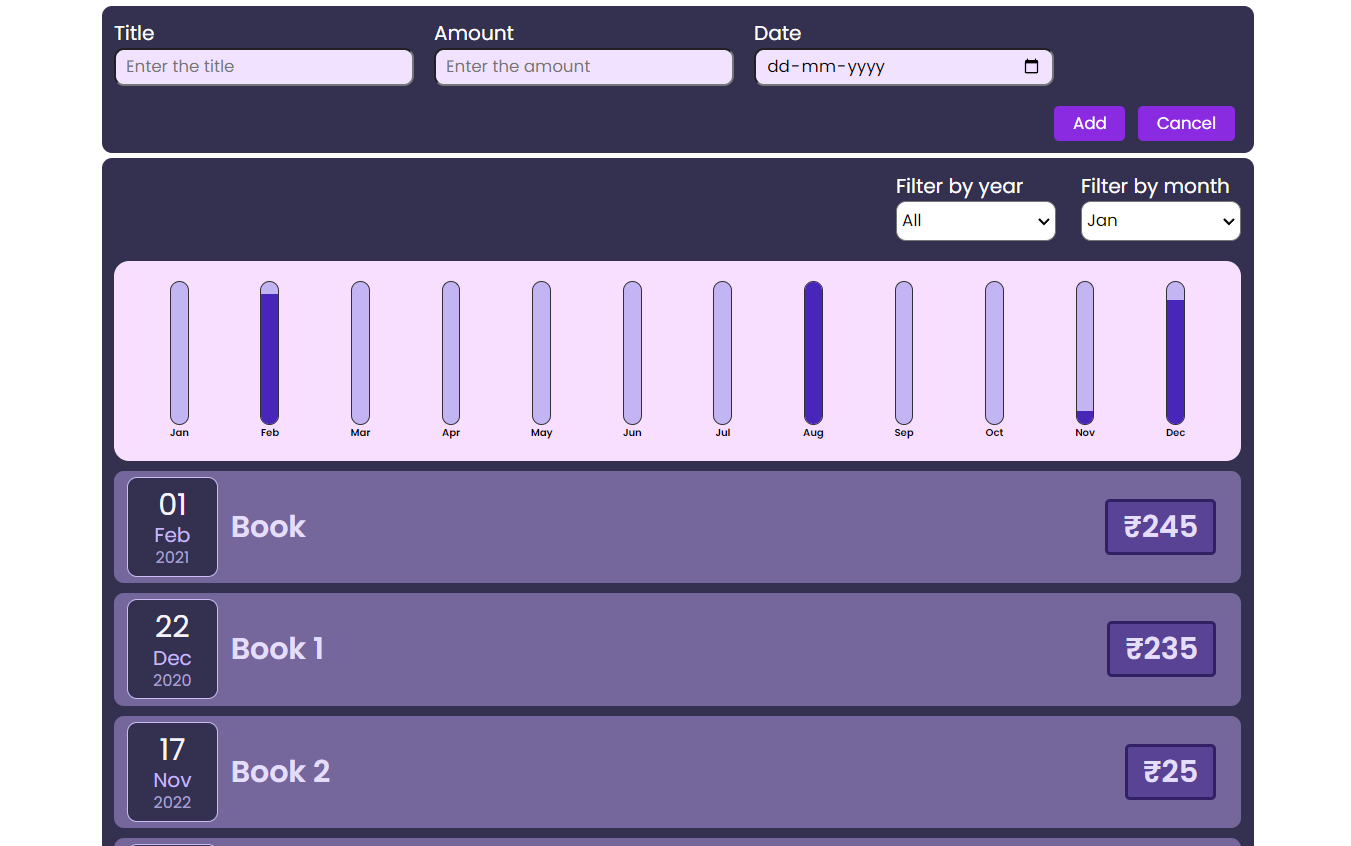 Title Amount Date
Enter the title Enter the amount dd-mm-yyyy
Add Cancel
Filter by year Filter by month
All Jan
Jan Feb Mar Apr May Jun Jul Aug Sep Oct Nov Dec
01
Feb
2021
Book
₹245
22
Dec
2020
Book 1
₹235
17
Nov
2022
Book 2
₹25